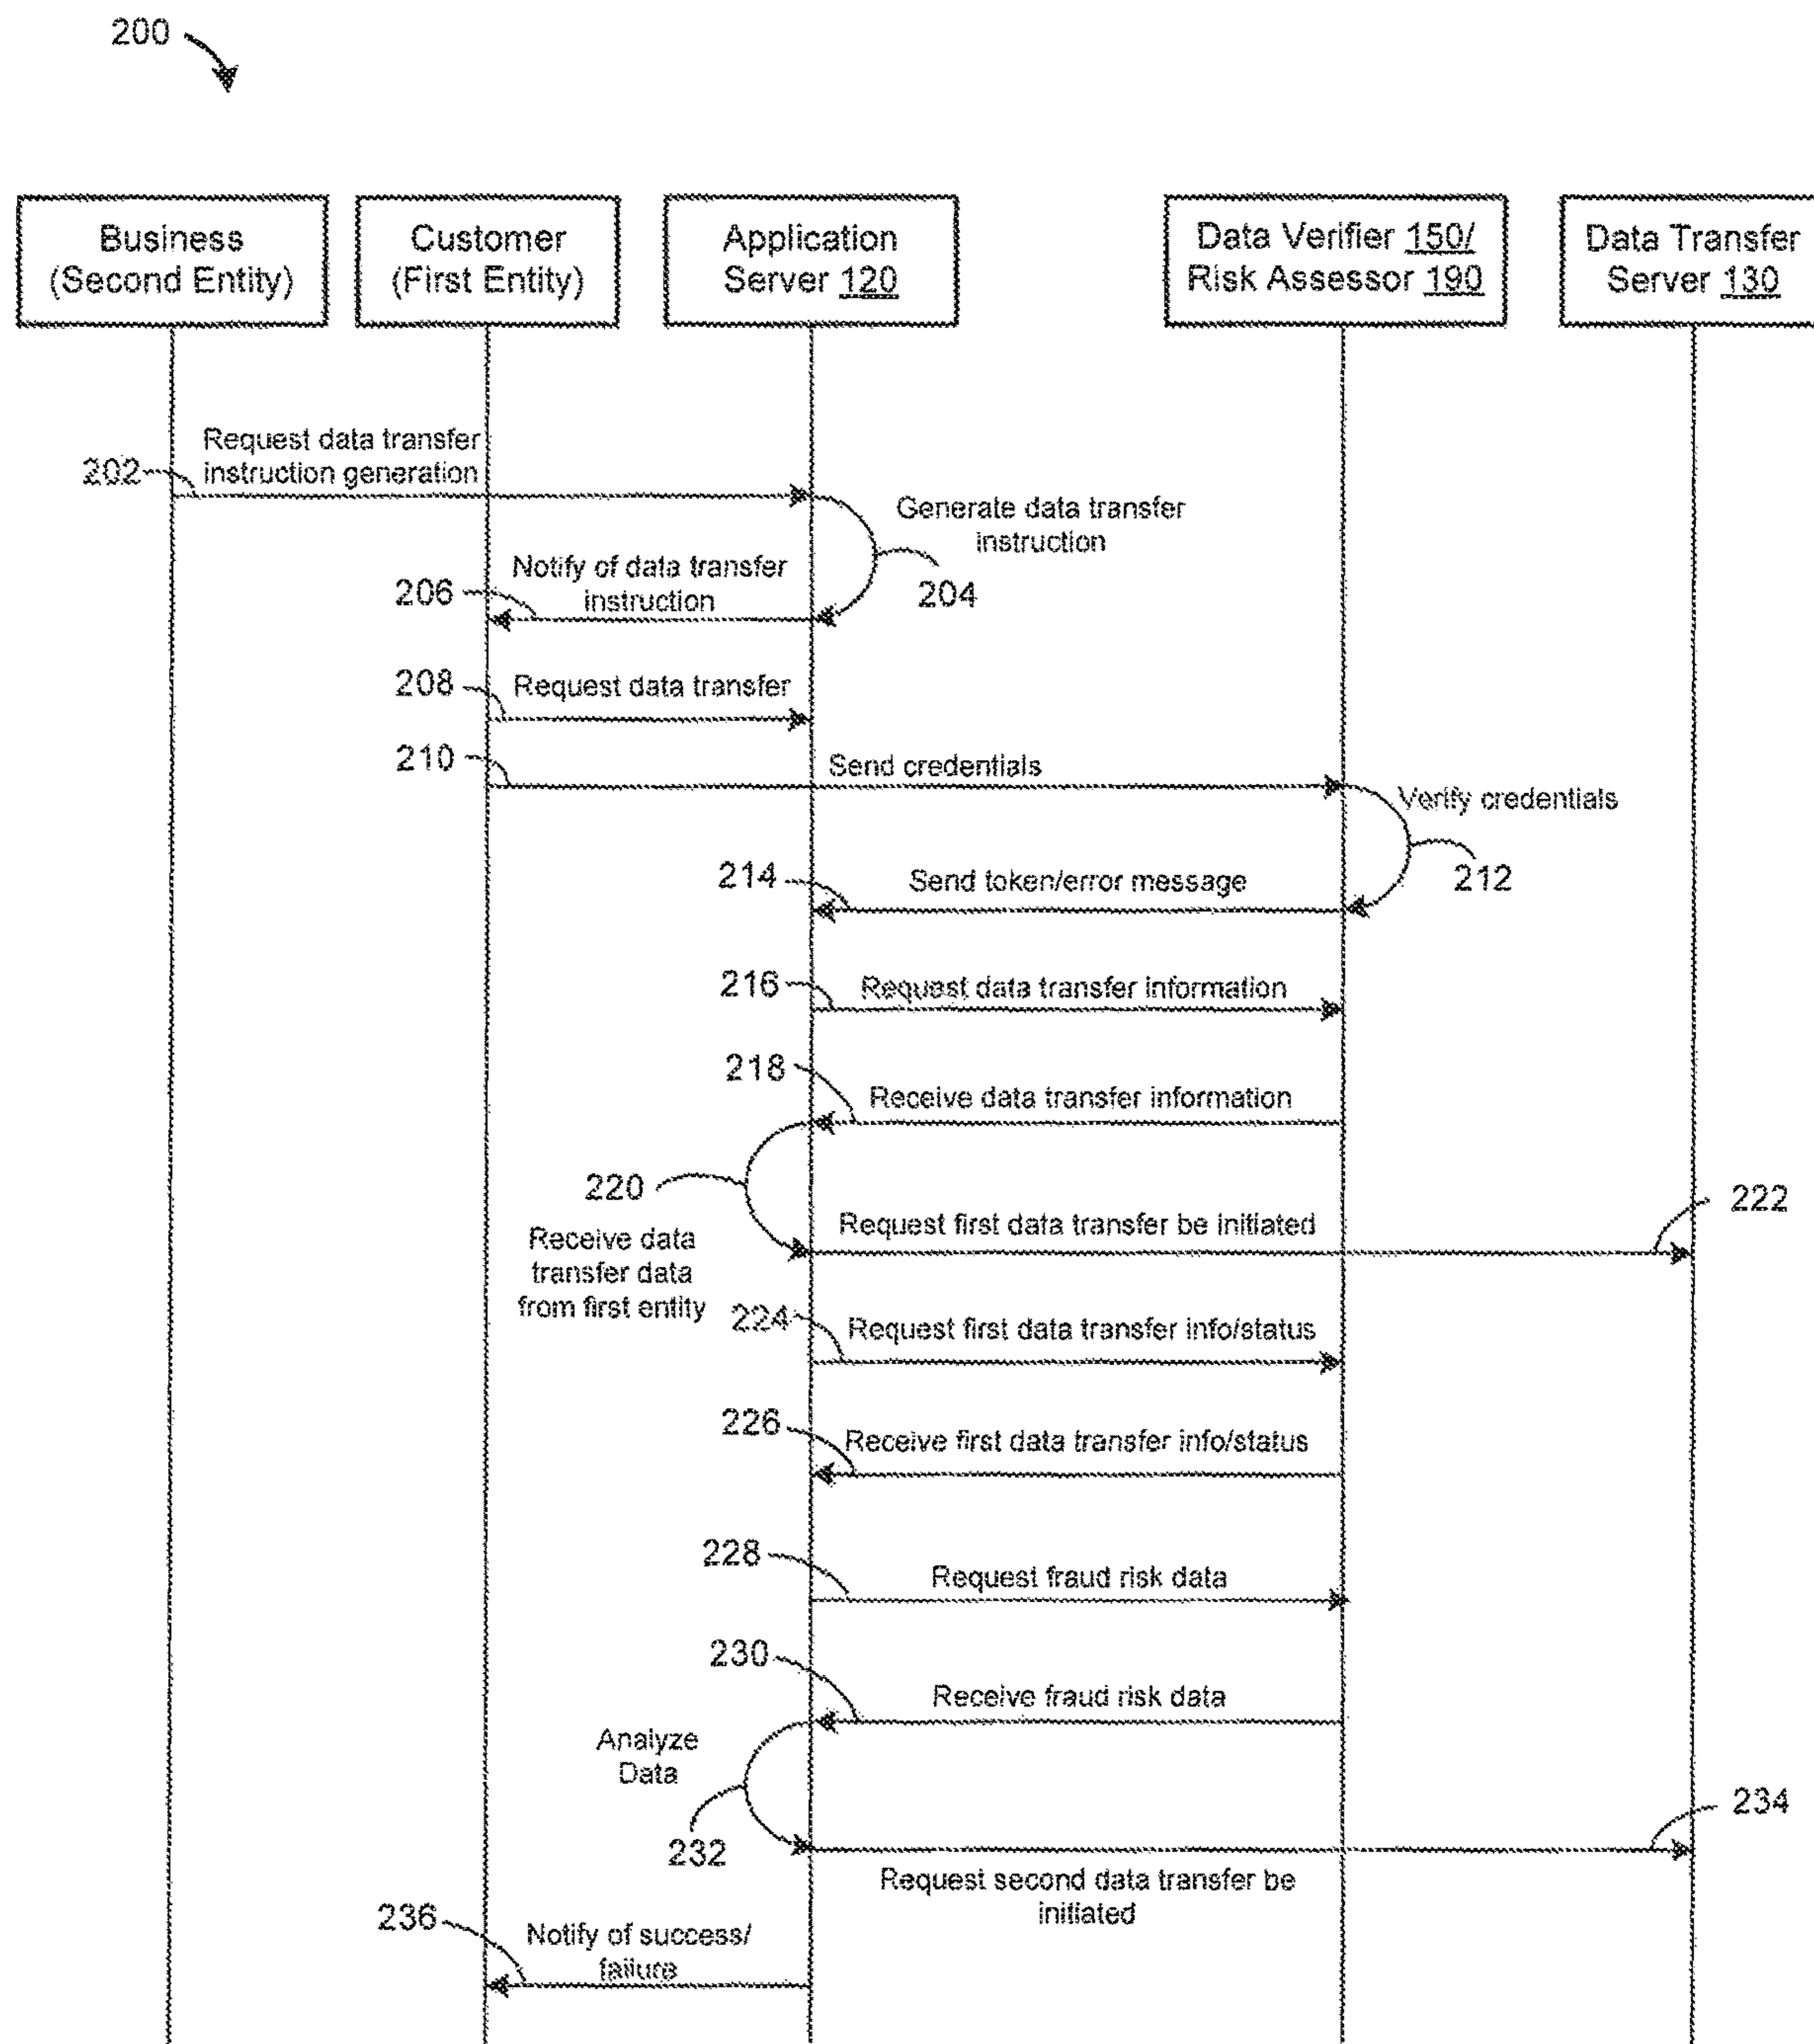 200
Business
(Second Entity)
Customer
(First Entity)
Application
Server 120
Data Verifier 150/
Risk Assessor 190
Data Transfer
Server 130
202
Request data transfer
instruction generation
Generate data transfer
instruction
204
206
Notify of data transfer
instruction
208
Request data transfer
210
Send credentials
Verify credentials
212
214
Send token/error message
216
Request data transfer information
218
Receive data transfer information
220
Receive data
transfer data
from first entity
Request first data transfer be initiated
222
224
Request first data transfer info/status
226
Receive first data transfer info/status
228
Request fraud risk data
230
Receive fraud risk data
Analyze
Data
232
234
Request second data transfer be
initiated
236
Notify of success/
failure